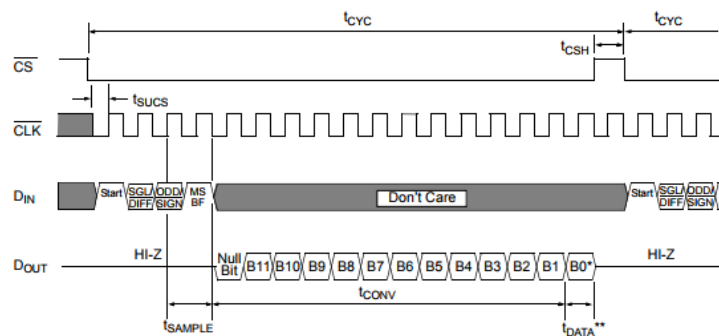 tCYC tCYC
tCSH
CS
tSUCS
CLK
DIN Start SGL/ DIFF ODD/ SIGN MS BF Don't Care Start SGL/ DIFF ODD/ SIGN
DOUT HI-Z Null Bit B11 B10 B9 B8 B7 B6 B5 B4 B3 B2 B1 B0* HI-Z
tCONV
tSAMPLE tDATA**